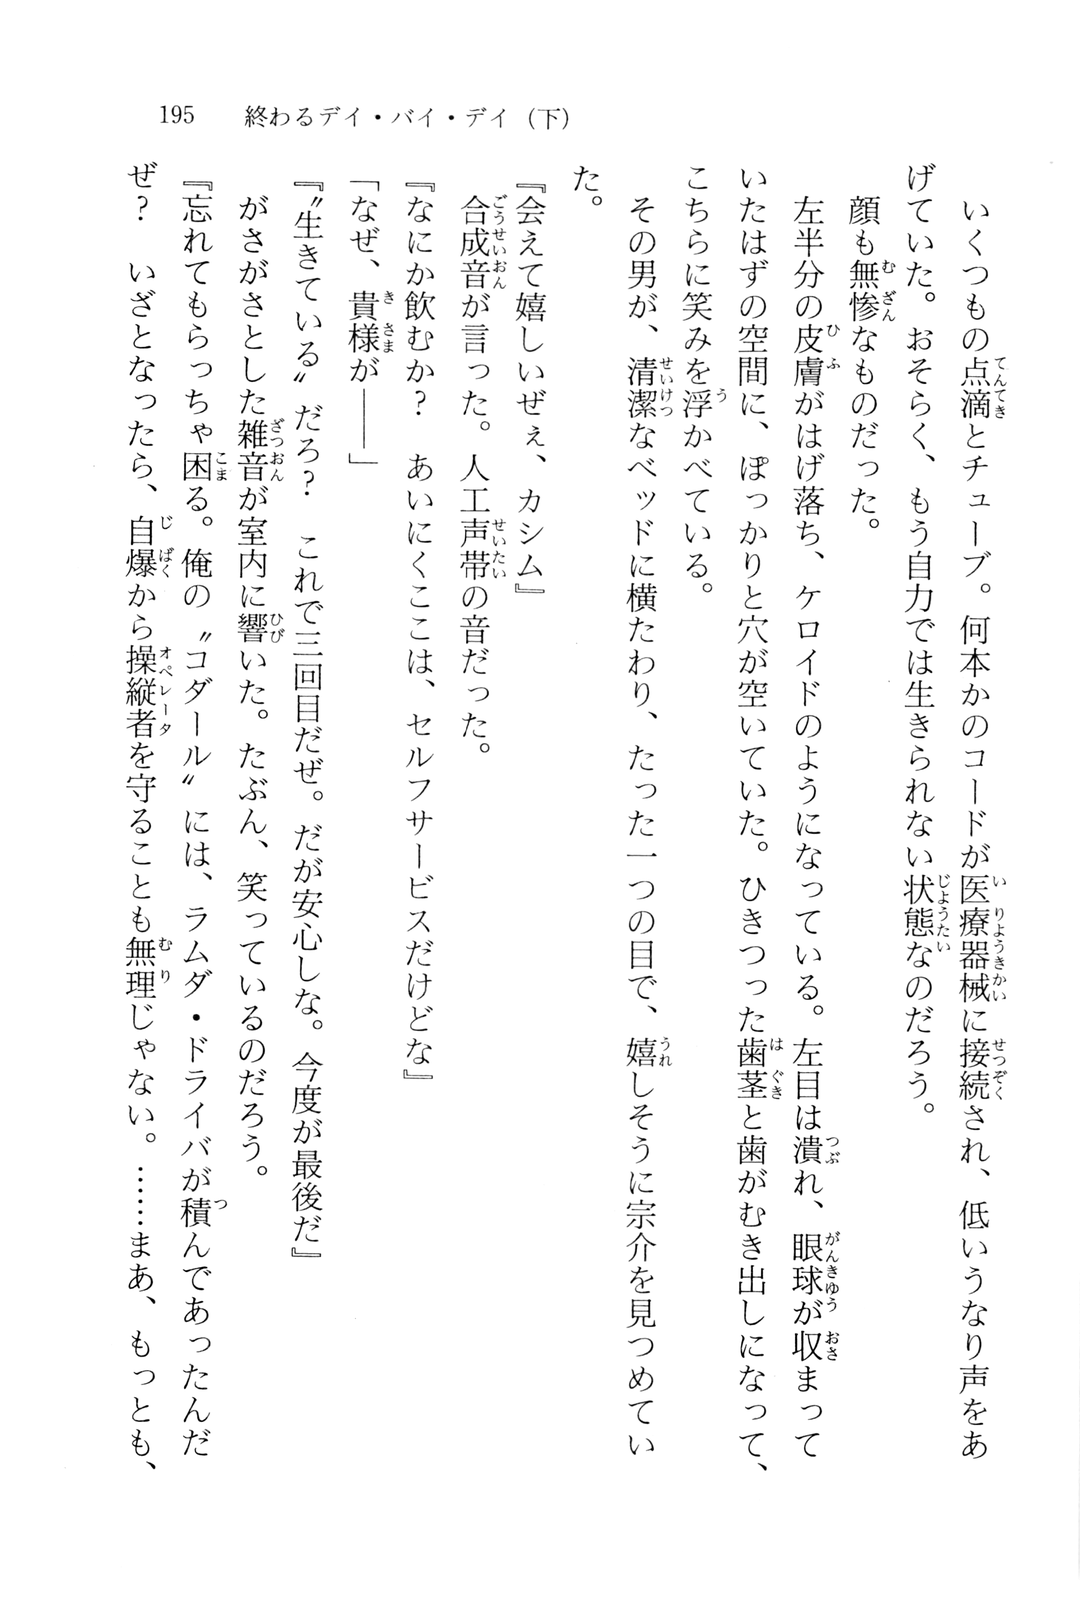 195　終わるデイ・バイ・デイ（下）
　いくつもの点滴とチューブ。何本かのコードが医療器械に接続され、低いうなり声をあ
げていた。おそらく、もう自力では生きられない状態なのだろう。
　顔も無惨なものだった。
　左半分の皮膚がはげ落ち、ケロイドのようになっている。左目は潰れ、眼球が収まって
いたはずの空間に、ぽっかりと穴が空いていた。ひきつった歯茎と歯がむき出しになって、
こちらに笑みを浮かべている。
　その男が、清潔なベッドに横たわり、たった一つの目で、嬉しそうに宗介を見つめてい
た。
『会えて嬉しいぜぇ、カシム』
　合成音が言った。人工声帯の音だった。
『なにか飲むか？　あいにくここは、セルフサービスだけどな』
「なぜ、貴様が――」
『〝生きている〟だろ？　これで三回目だぜ。だが安心しな。今度が最後だ』
　がさがさとした雑音が室内に響いた。たぶん、笑っているのだろう。
『忘れてもらっちゃ困る。俺の〝コダール〟には、ラムダ・ドライバが積んであったんだ
ぜ？　いざとなったら、自爆から操縦者を守ることも無理じゃない。……まあ、もっとも、